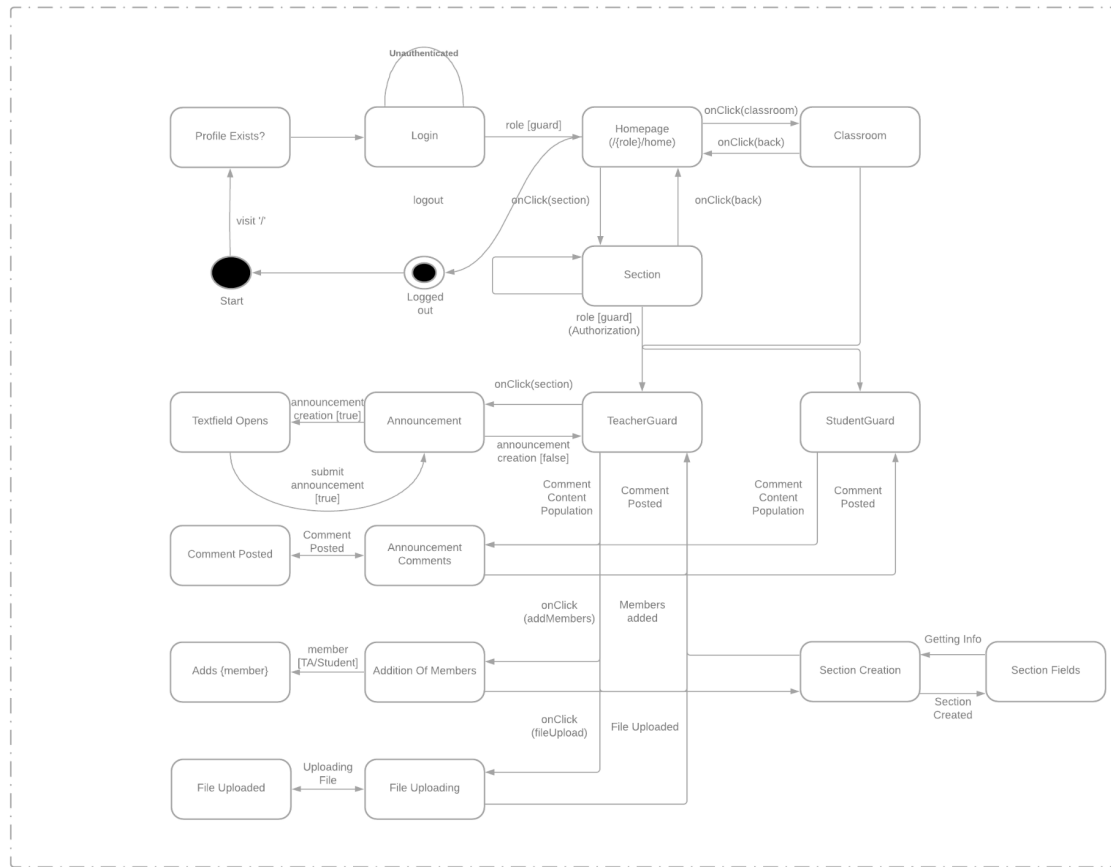 Unauthenticated
Profile Exists?
Login
role [guard]
Homepage
(/{role}/home)
onClick(classroom)
onClick(back)
Classroom
visit '/'
logout
onClick(section)
onClick(back)
Start
Logged
out
Section
role [guard]
(Authorization)
Textfield Opens
announcement
creation [true]
Announcement
onClick(section)
announcement
creation [false]
TeacherGuard
StudentGuard
submit
announcement
[true]
Comment
Content
Population
Comment
Posted
Comment
Content
Population
Comment
Posted
Comment Posted
Comment
Posted
Announcement
Comments
onClick
(addMembers)
Members
added
Adds {member}
member
[TA/Student]
Addition Of Members
Section Creation
Getting Info
Section
Created
Section Fields
onClick
(fileUpload)
File Uploaded
File Uploaded
Uploading
File
File Uploading